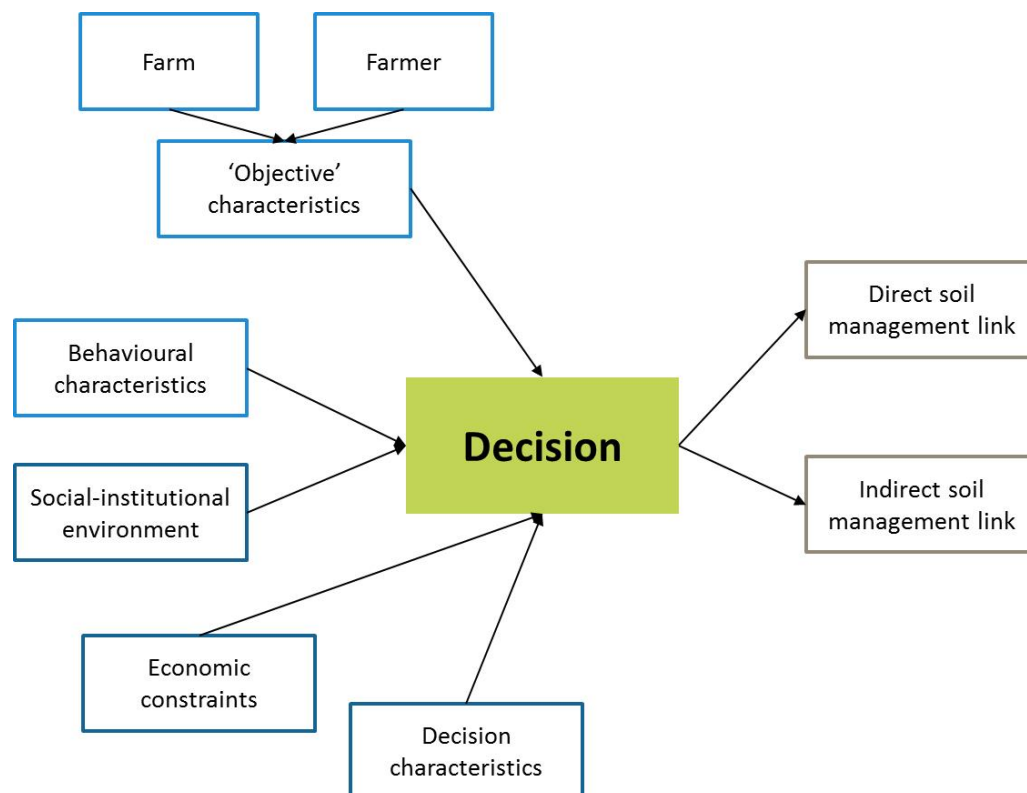 Farm
Farmer
‘Objective’
characteristics
Direct soil
management link
Behavioural
characteristics
Decision
Social-institutional
environment
Indirect soil
management link
Economic
constraints
Decision
characteristics